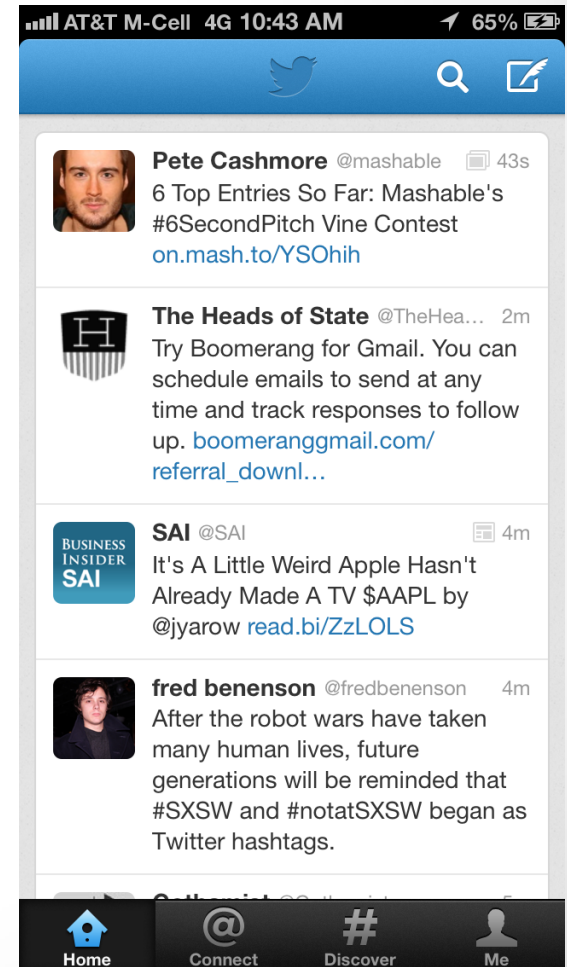 AT&T M-Cell 4G 10:43 AM 65%
Pete Cashmore @mashable 43s
6 Top Entries So Far: Mashable's
#6SecondPitch Vine Contest
on.mash.to/YSOhih
H
The Heads of State @TheHea... 2m
Try Boomerang for Gmail. You can
schedule emails to send at any
time and track responses to follow
up. boomeranggmail.com/
referral_downl...
BUSINESS
INSIDER
SAI
SAI @SAI 4m
It's A Little Weird Apple Hasn't
Already Made A TV $AAPL by
@jyarow read.bi/ZzLOLS
fred benenson @fredbenenson 4m
After the robot wars have taken
many human lives, future
generations will be reminded that
#SXSW and #notatSXSW began as
Twitter hashtags.
@ #
Home Connect Discover Me